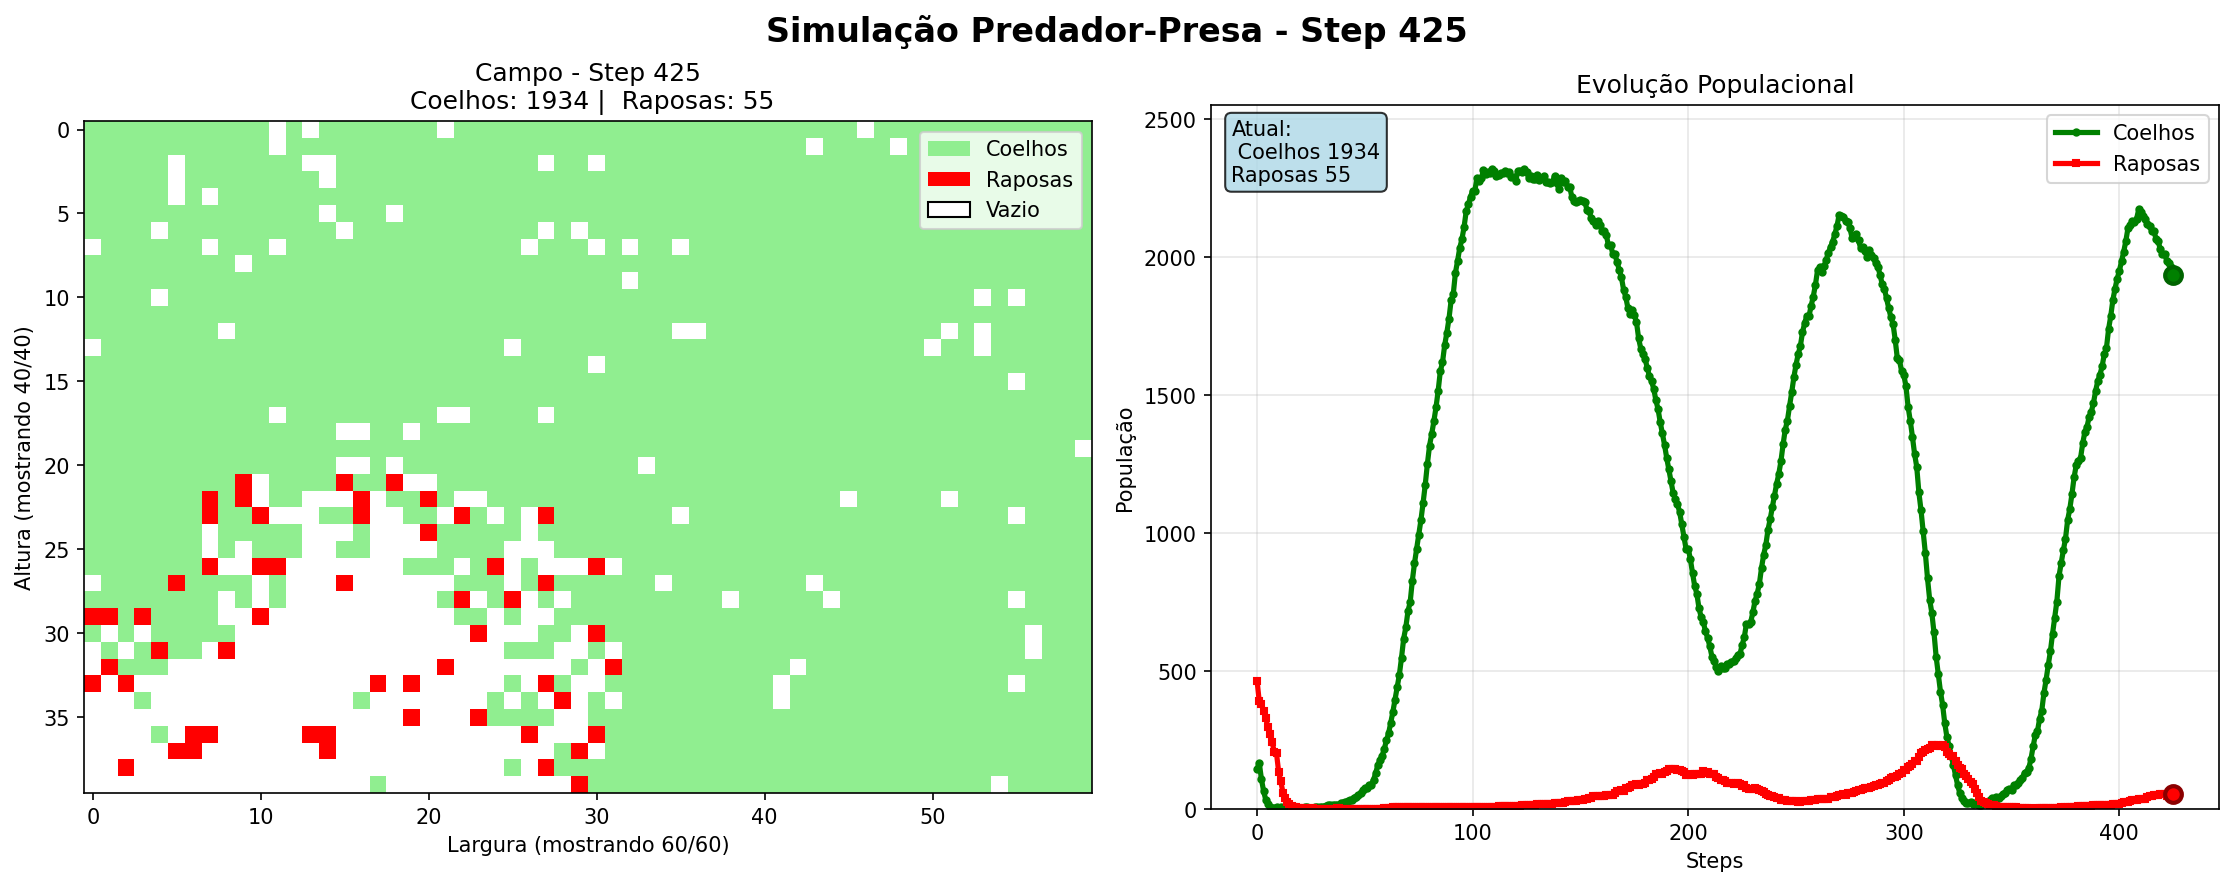 Simulação Predador-Presa - Step 425
Campo - Step 425
Coelhos: 1934 |  Raposas: 55
Coelhos
Raposas
Vazio
0
5
10
15
20
25
30
35
Altura (mostrando 40/40)
0
10
20
30
40
50
Largura (mostrando 60/60)
Evolução Populacional
Atual:
Coelhos 1934
Raposas 55
Coelhos
Raposas
2500
2000
1500
1000
500
0
População
0
100
200
300
400
Steps